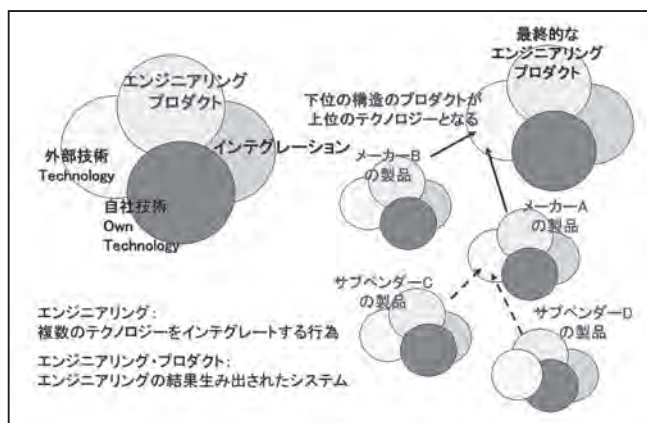 エンジニアリング
プロダクト
外部技術
Technology
インテグレーション
自社技術
Own
Technology
エンジニアリング：
複数のテクノロジーをインテグレートする行為
エンジニアリング・プロダクト：
エンジニアリングの結果生み出されたシステム
最終的な
エンジニアリング
プロダクト
下位の構造のプロダクトが
上位のテクノロジーとなる
メーカーB
の製品
メーカーA
の製品
サブベンダーC
の製品
サブベンダーD
の製品